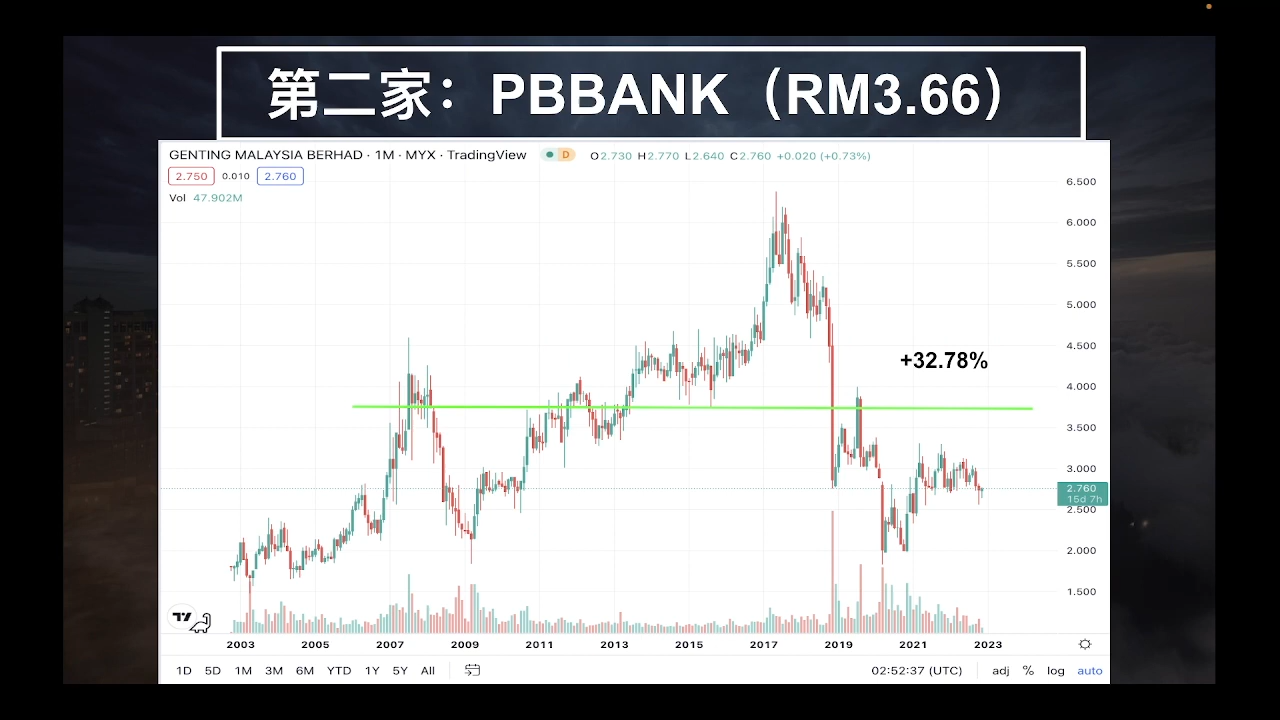 第二家：PBBANK（RM3.66）
GENTING MALAYSIA BERHAD · 1M · MYX · TradingView D O2.730 H2.770 L2.640 C2.760 +0.020 (+0.73%)
2.750 0.010 2.760
Vol 47.902M
6.500
6.000
5.500
5.000
4.500
+32.78%
4.000
3.500
3.000
2.760
15d 7h
2.500
2.000
1.500
2003 2005 2007 2009 2011 2013 2015 2017 2019 2021 2023
1D 5D 1M 3M 6M YTD 1Y 5Y All 02:52:37 (UTC) adj % log auto